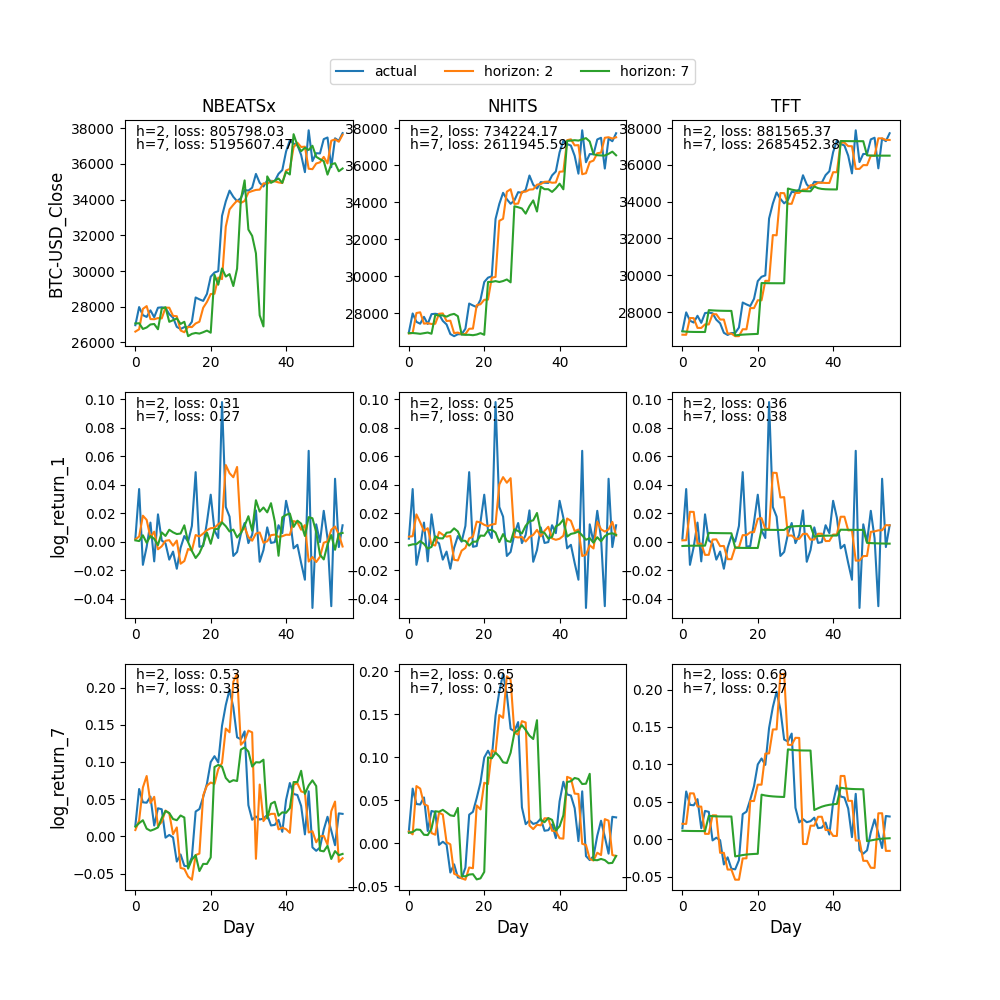 actual horizon: 2 horizon: 7
NBEATSx NHITS TFT
BTC-USD_Close
38000 36000 34000 32000 30000 28000 26000
h=2, loss: 805798.03
h=7, loss: 5195607.47
0 20 40
38000 36000 34000 32000 30000 28000
h=2, loss: 734224.17
h=7, loss: 2611945.59
0 20 40
38000 36000 34000 32000 30000 28000
h=2, loss: 881565.37
h=7, loss: 2685452.38
0 20 40
log_return_1
0.10 0.08 0.06 0.04 0.02 0.00 −0.02 −0.04
h=2, loss: 0.31
h=7, loss: 0.27
0 20 40
0.10 0.08 0.06 0.04 0.02 0.00 −0.02 −0.04
h=2, loss: 0.25
h=7, loss: 0.30
0 20 40
0.10 0.08 0.06 0.04 0.02 0.00 −0.02 −0.04
h=2, loss: 0.36
h=7, loss: 0.38
0 20 40
log_return_7
0.20 0.15 0.10 0.05 0.00 −0.05
h=2, loss: 0.53
h=7, loss: 0.33
0 20 40
Day
0.20 0.15 0.10 0.05 0.00 −0.05
h=2, loss: 0.65
h=7, loss: 0.33
0 20 40
Day
0.20 0.15 0.10 0.05 0.00 −0.05
h=2, loss: 0.69
h=7, loss: 0.27
0 20 40
Day